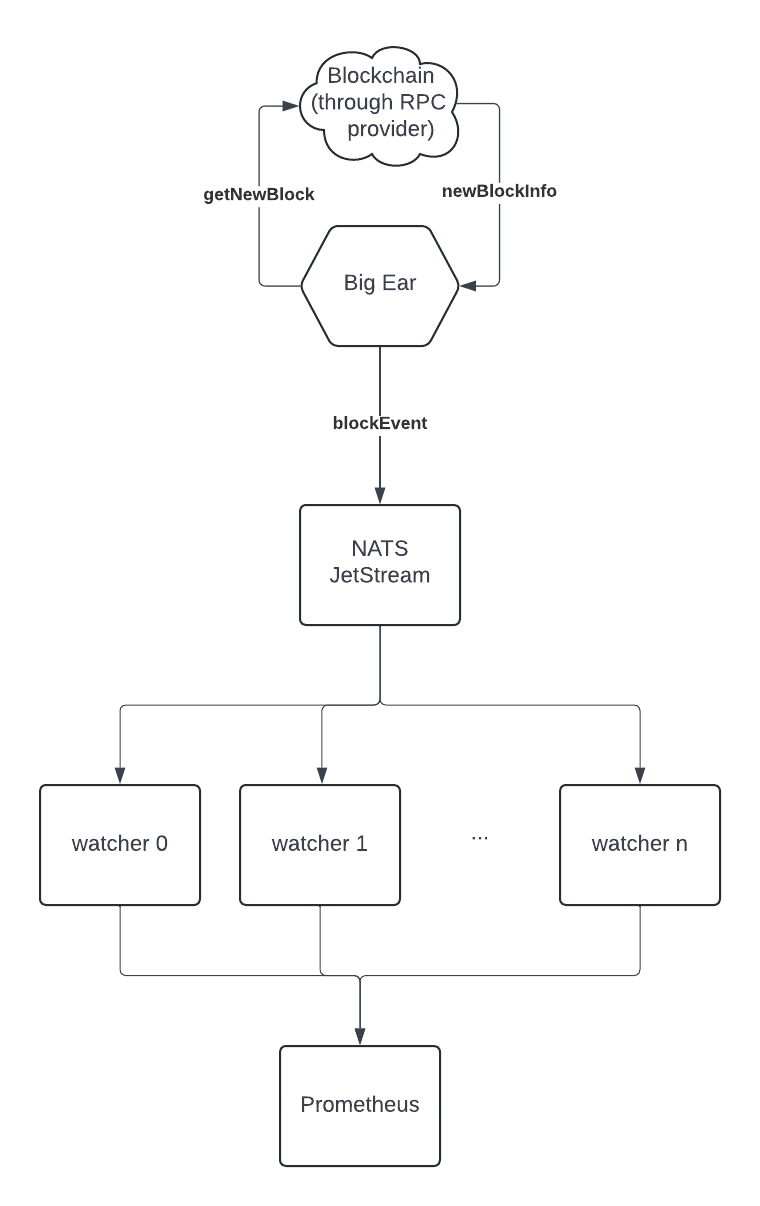 Blockchain
(through RPC
provider)
getNewBlock
newBlockInfo
Big Ear
blockEvent
NATS
JetStream
watcher 0
watcher 1
...
watcher n
Prometheus